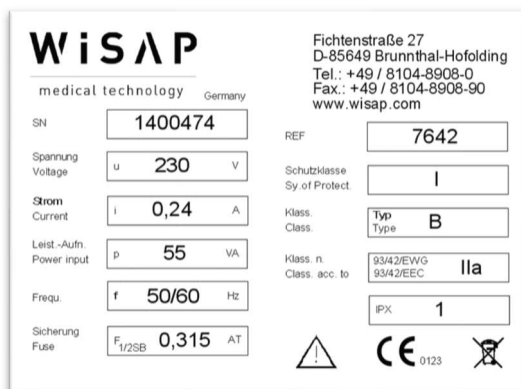 WiSAP
medical technology Germany
Fichtenstraße 27
D-85649 Brunnthal-Hofolding
Tel.: +49 / 8104-8908-0
Fax.: +49 / 8104-8908-90
www.wisap.com
SN 1400474
Spannung
Voltage u 230 V
Strom
Current i 0,24 A
Leist.-Aufn.
Power input p 55 VA
Frequ. f 50/60 Hz
Sicherung
Fuse F1/2SB 0,315 AT
REF 7642
Schutzklasse
Sy.of Protect. I
Klass.
Class.
Typ
Type B
Klass. n.
Class. acc. to
93/42/EWG
93/42/EEC IIa
IPX 1
CE 0123